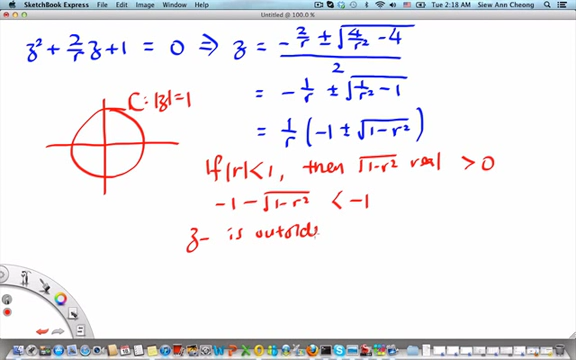 SketchBook Express File Edit Image Window Help
Tue 2:18 AM Siew Ann Cheong
Untitled @ 100.0 %
z² + 2/r z + 1 = 0 ⇒ z = (-2/r ± √(4/r² - 4)) / 2
= -1/r ± √(1/r² - 1)
= 1/r (-1 ± √(1-r²))
C: |z|=1
If |r|<1, then √(1-r²) real > 0
-1 - √(1-r²) < -1
z- is outside